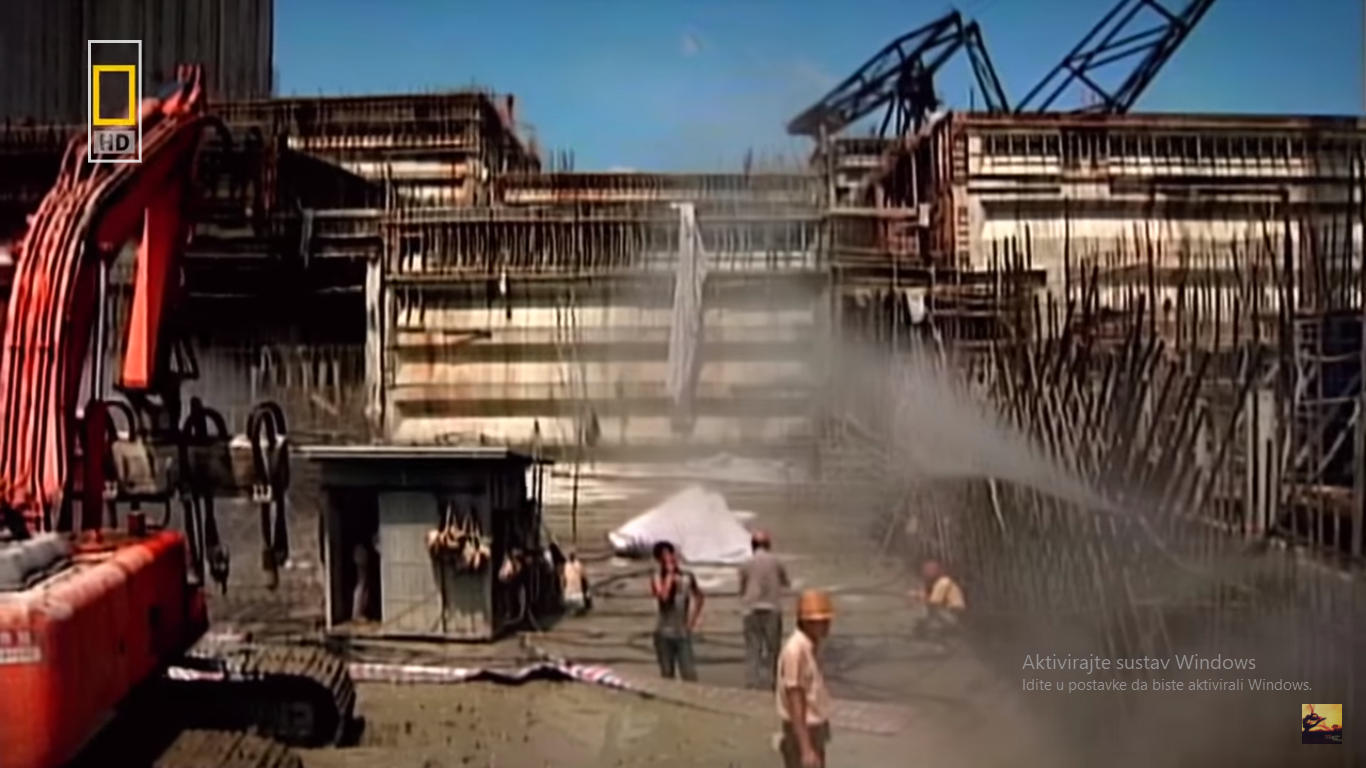 HD
Aktivirajte sustav Windows
Idite u postavke da biste aktivirali Windows.